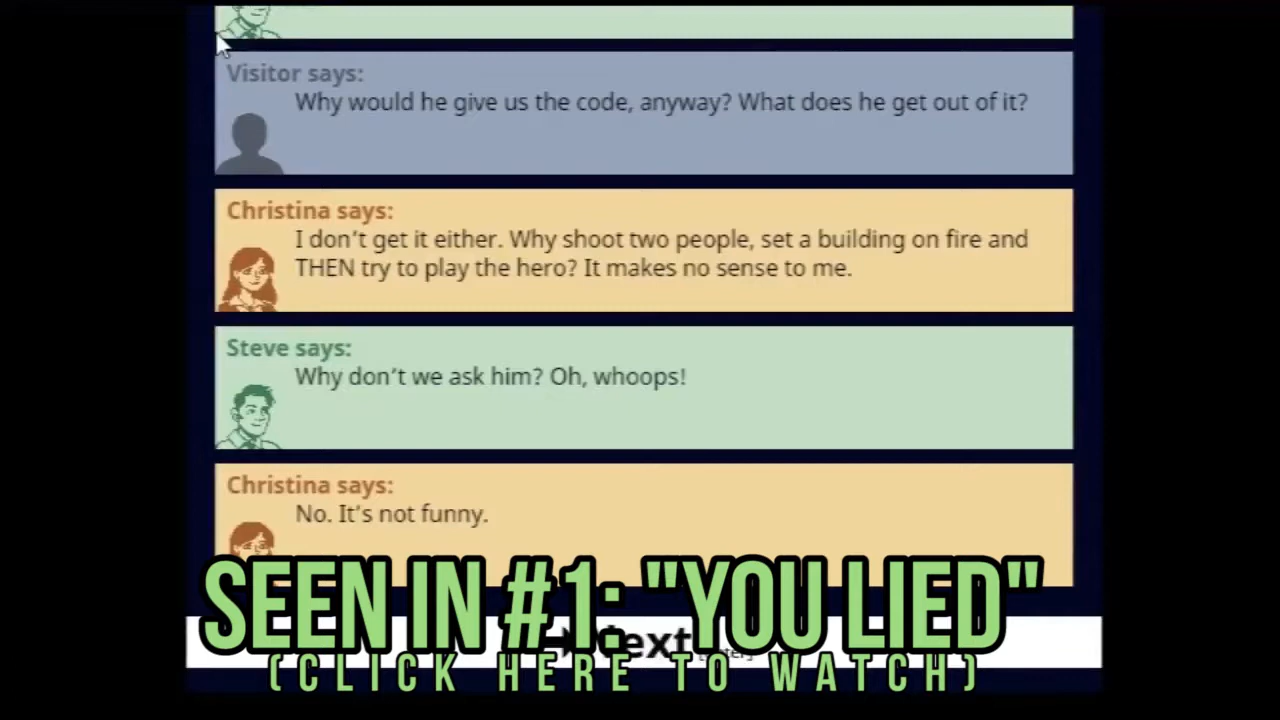 Visitor says:
Why would he give us the code, anyway? What does he get out of it?
Christina says:
I don't get it either. Why shoot two people, set a building on fire and
THEN try to play the hero? It makes no sense to me.
Steve says:
Why don't we ask him? Oh, whoops!
Christina says:
No. It's not funny.
SEEN IN #1: "YOU LIED"
Next
(CLICK HERE TO WATCH)